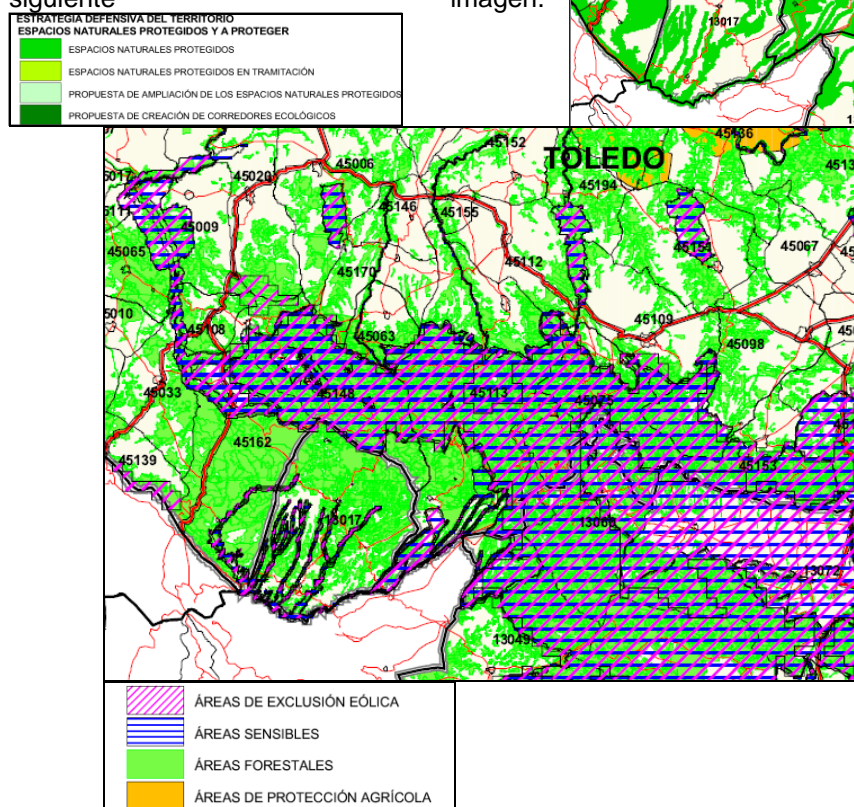 siguiente imagen:
ESTRATEGIA DEFENSIVA DEL TERRITORIO
ESPACIOS NATURALES PROTEGIDOS Y A PROTEGER
ESPACIOS NATURALES PROTEGIDOS
ESPACIOS NATURALES PROTEGIDOS EN TRAMITACIÓN
PROPUESTA DE AMPLIACIÓN DE LOS ESPACIOS NATURALES PROTEGIDOS
PROPUESTA DE CREACIÓN DE CORREDORES ECOLÓGICOS
13017
45136
45152
TOLEDO
45006
45020
45194
45146
45155
45009
45151
45067
45065
45112
45170
45109
45108
45063
45098
45033
45148
45113
45162
45139
45153
13017
13072
13049
ÁREAS DE EXCLUSIÓN EÓLICA
ÁREAS SENSIBLES
ÁREAS FORESTALES
ÁREAS DE PROTECCIÓN AGRÍCOLA